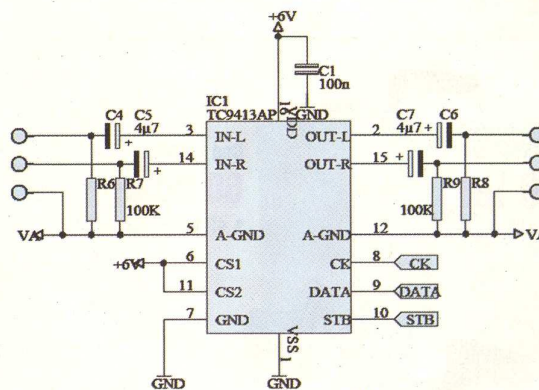 +6V
C1
100n
IC1
TC9413AP
GND
16
VDD
C4
C5
4µ7
+
+
3
IN-L
14
IN-R
R6
R7
100K
VA
5
A-GND
+6V
6
CS1
11
CS2
7
GND
GND
VSS
1
GND
OUT-L
2
C7
4µ7
+
C6
OUT-R
15
+
R9
R8
100K
A-GND
12
VA
CK
8
CK
DATA
9
DATA
STB
10
STB